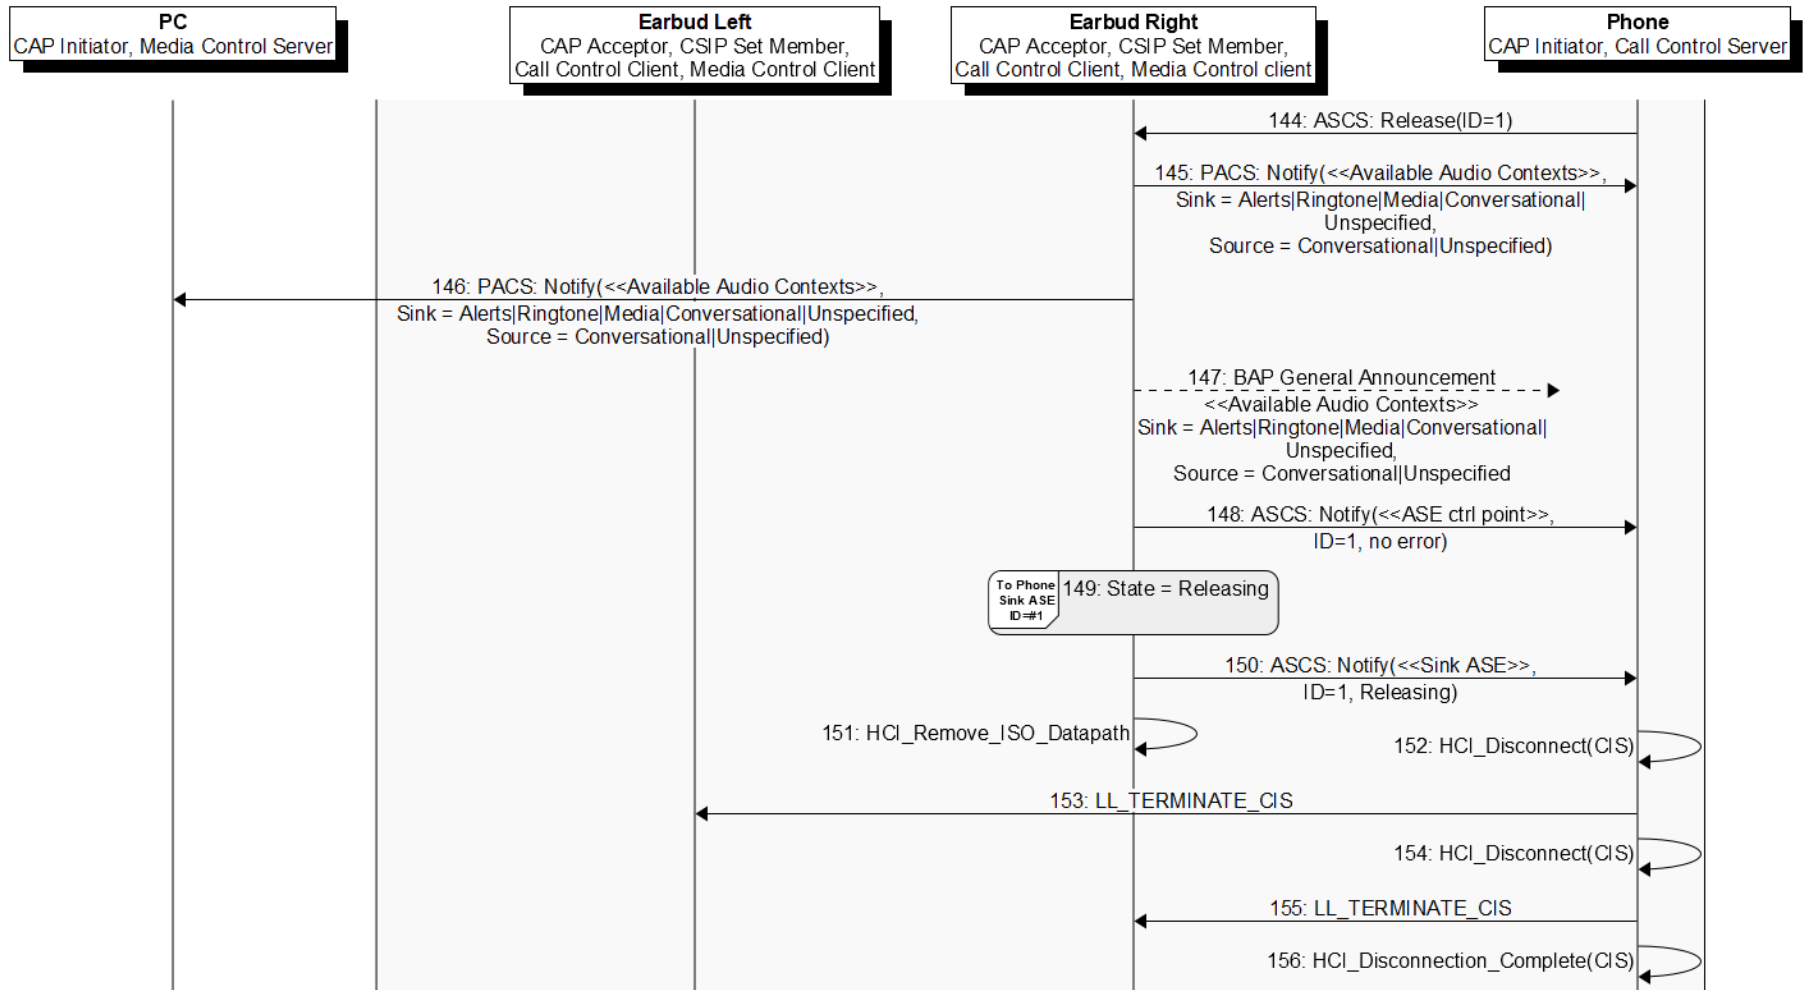 PC
CAP Initiator, Media Control Server
Earbud Left
CAP Acceptor, CSIP Set Member,
Call Control Client, Media Control Client
Earbud Right
CAP Acceptor, CSIP Set Member,
Call Control Client, Media Control client
Phone
CAP Initiator, Call Control Server
144: ASCS: Release(ID=1)
145: PACS: Notify(<<Available Audio Contexts>>,
Sink = Alerts|Ringtone|Media|Conversational|
Unspecified,
Source = Conversational|Unspecified)
146: PACS: Notify(<<Available Audio Contexts>>,
Sink = Alerts|Ringtone|Media|Conversational|Unspecified,
Source = Conversational|Unspecified)
147: BAP General Announcement
<<Available Audio Contexts>>
Sink = Alerts|Ringtone|Media|Conversational|
Unspecified,
Source = Conversational|Unspecified
148: ASCS: Notify(<<ASE ctrl point>>,
ID=1, no error)
To Phone
Sink ASE
ID=#1
149: State = Releasing
150: ASCS: Notify(<<Sink ASE>>,
ID=1, Releasing)
151: HCI_Remove_ISO_Datapath
152: HCI_Disconnect(CIS)
153: LL_TERMINATE_CIS
154: HCI_Disconnect(CIS)
155: LL_TERMINATE_CIS
156: HCI_Disconnection_Complete(CIS)